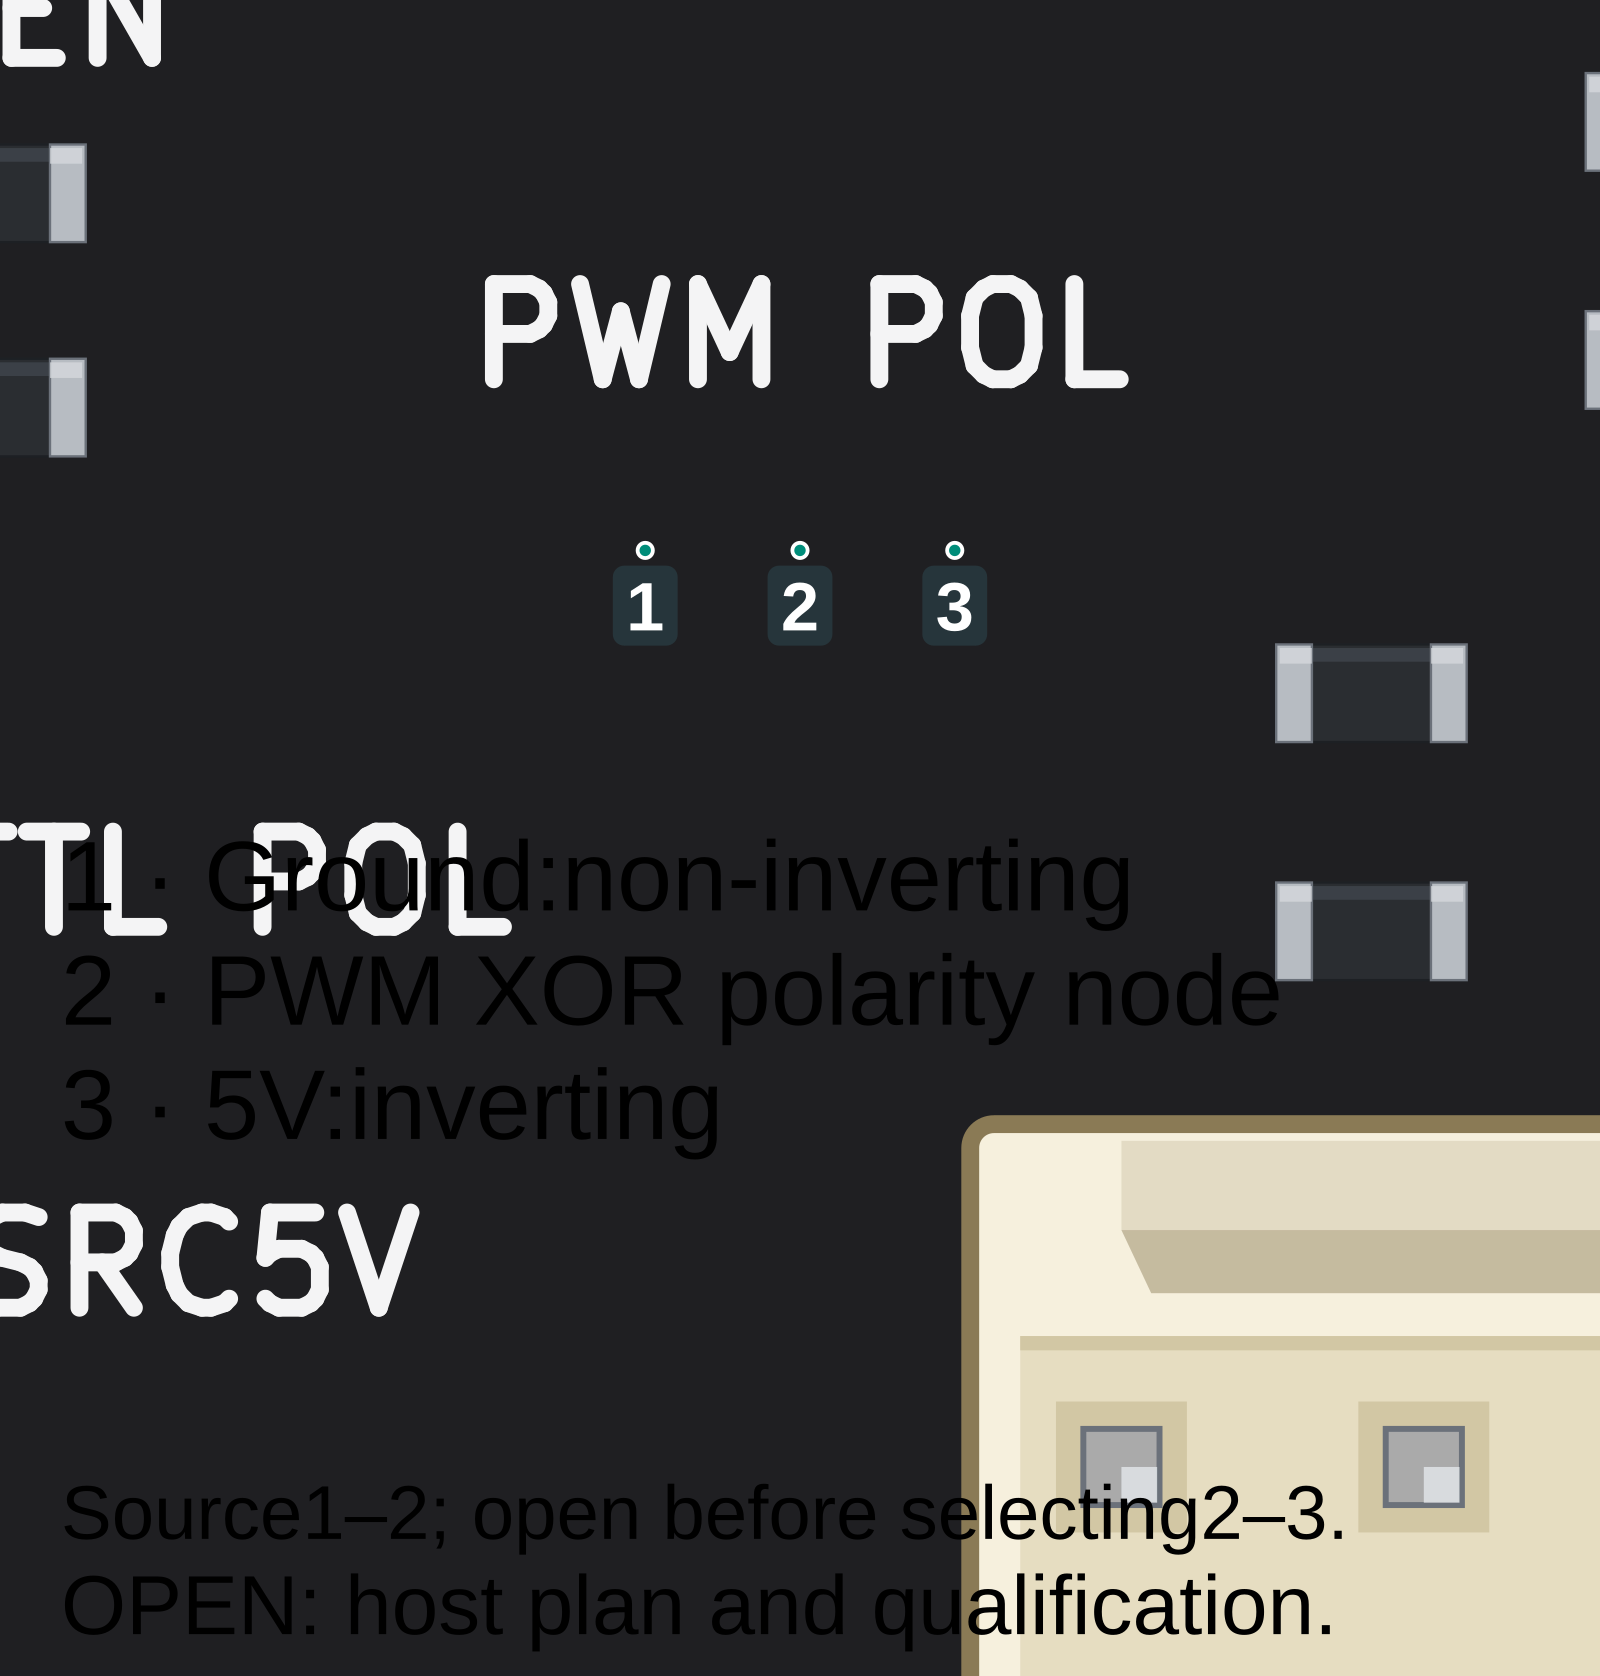 EN
PWM POL
1 2 3
TTL POL
1 · Ground:non-inverting
2 · PWM XOR polarity node
3 · 5V:inverting
SRC5V
Source1–2; open before selecting2–3.
OPEN: host plan and qualification.